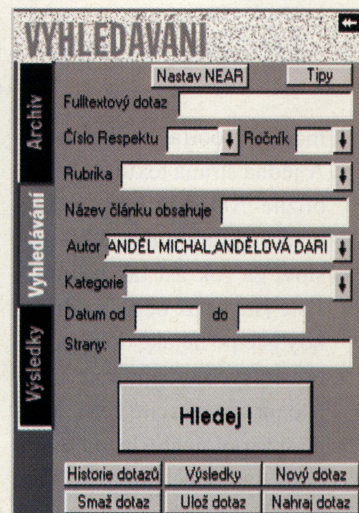 VYHLEDÁVÁNÍ
Nastav NEAR Tipy
Fulltextový dotaz
Číslo Respektu Ročník
Rubrika
Název článku obsahuje
Autor ANDĚL MICHAL,ANDĚLOVÁ DARI
Kategorie
Datum od do
Strany:
Hledej !
Historie dotazů Výsledky Nový dotaz
Smaž dotaz Ulož dotaz Nahraj dotaz
Archiv
Vyhledávání
Výsledky